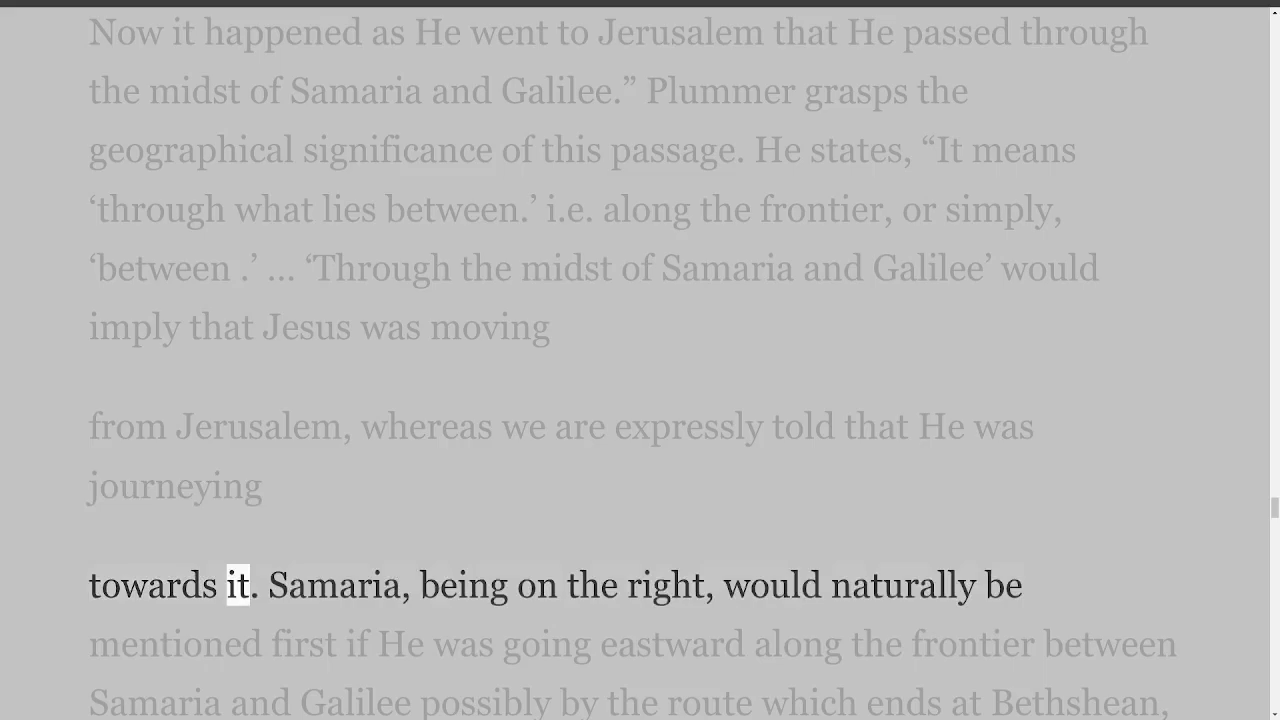 Now it happened as He went to Jerusalem that He passed through
the midst of Samaria and Galilee.” Plummer grasps the
geographical significance of this passage. He states, “It means
‘through what lies between.’ i.e. along the frontier, or simply,
‘between .’ ... ‘Through the midst of Samaria and Galilee’ would
imply that Jesus was moving
from Jerusalem, whereas we are expressly told that He was
journeying
towards it. Samaria, being on the right, would naturally be
mentioned first if He was going eastward along the frontier between
Samaria and Galilee possibly by the route which ends at Bethshean,